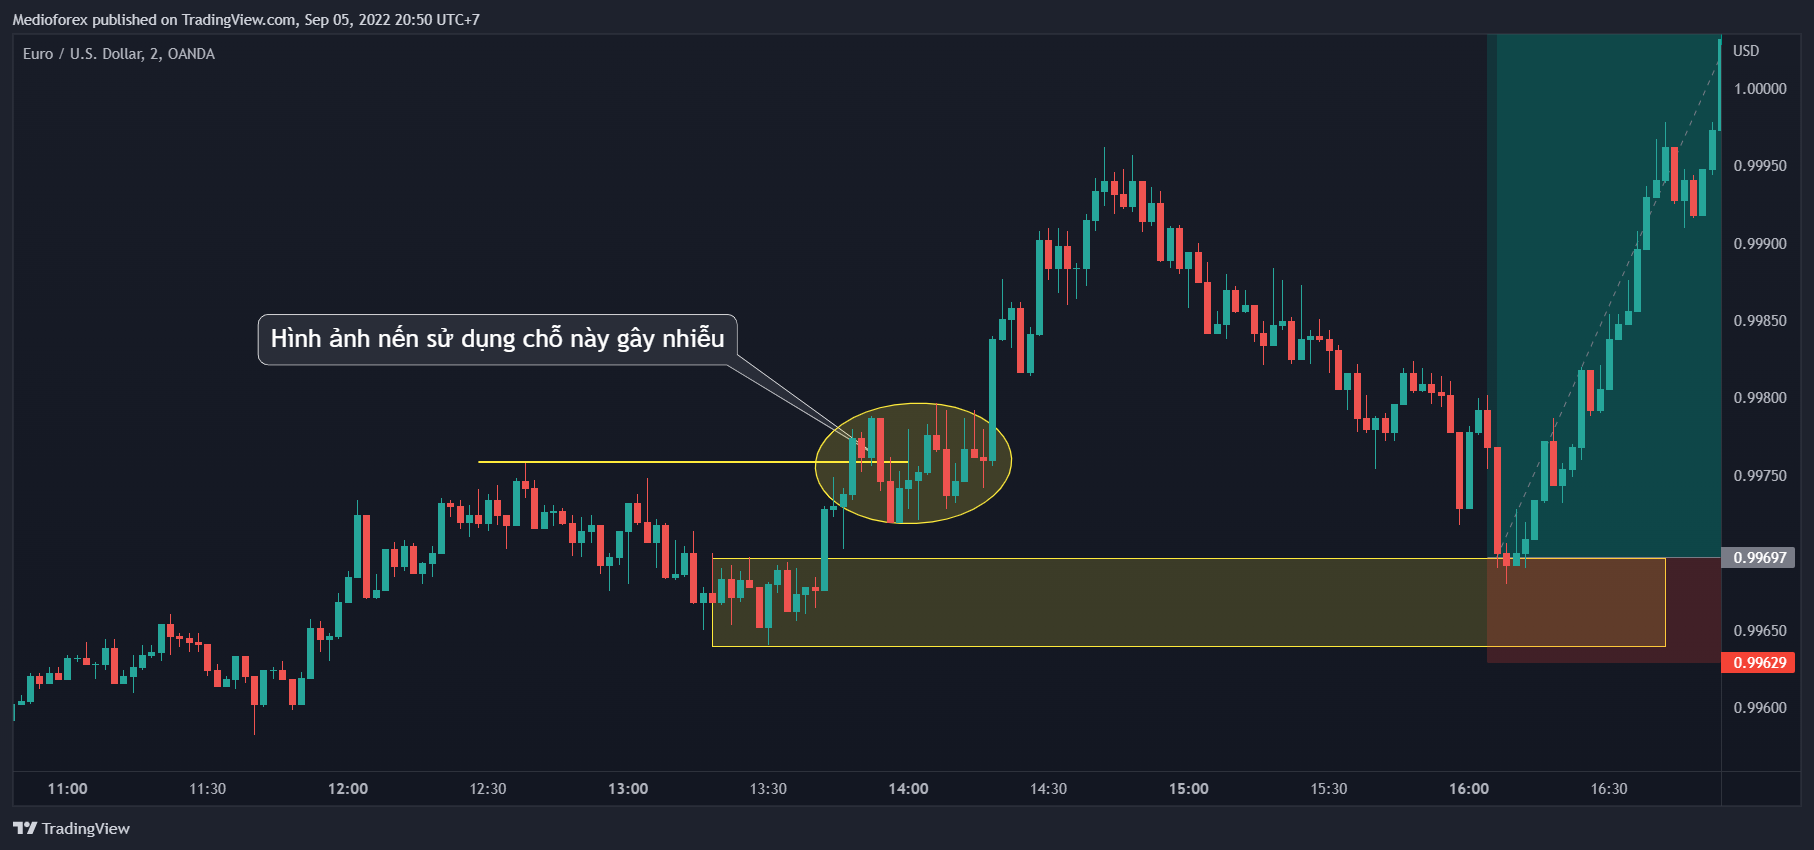 Medioforex published on TradingView.com, Sep 05, 2022 20:50 UTC+7
Euro / U.S. Dollar, 2, OANDA
USD
1.00000
0.99950
0.99900
0.99850
Hình ảnh nến sử dụng chỗ này gây nhiễu
0.99800
0.99750
0.99697
0.99650
0.99629
0.99600
11:00 11:30 12:00 12:30 13:00 13:30 14:00 14:30 15:00 15:30 16:00 16:30
TradingView